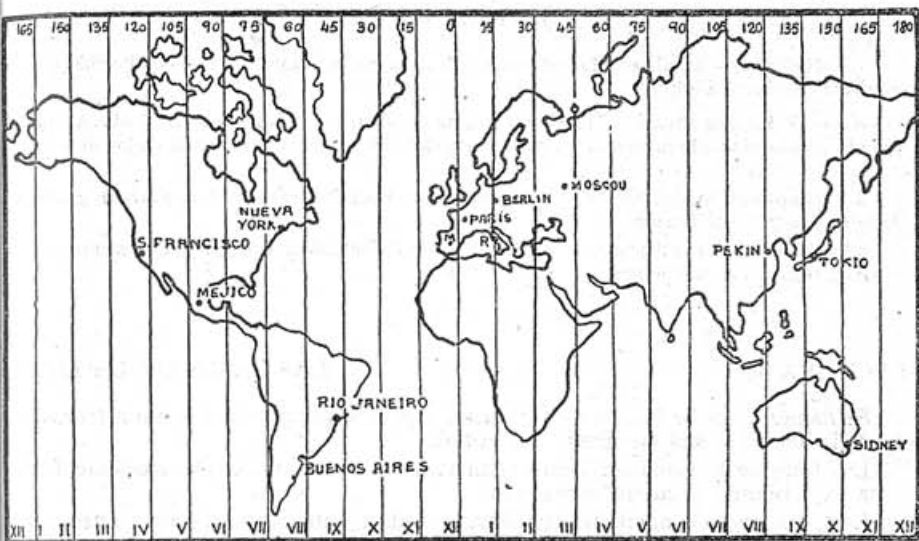 165 150 135 120 105 90 75 60 45 30 15 0 15 30 45 60 75 90 105 120 135 150 165 180
MOSCOU
BERLIN
NUEVA
YORK.
PARÍS
S. FRANCISCO
M
R
PEKIN
TOKIO
MEJICO
RIO JANEIRO
SIDNEY
BUENOS AIRES
XII I II III IV V VI VII VIII IX X XI XII I II III IV V VI VII VIII IX X XI XII